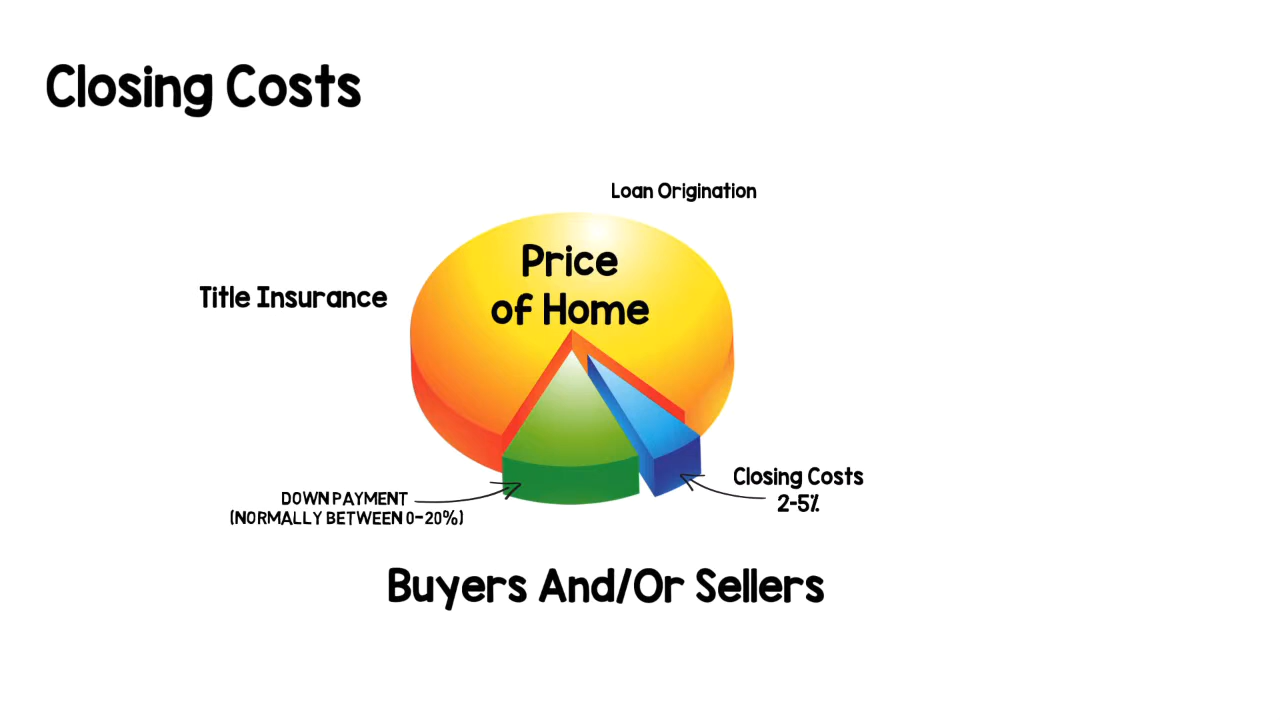 Closing Costs
Loan Origination
Price
of Home
Title Insurance
Closing Costs
2-5%
DOWN PAYMENT
(NORMALLY BETWEEN 0-20%)
Buyers And/Or Sellers